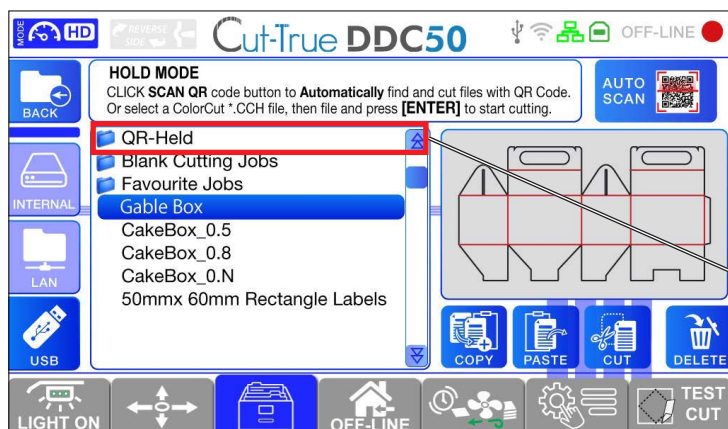 MODE
HD
REVERSE
SIDE
Cut-True DDC50
OFF-LINE
BACK
HOLD MODE
CLICK SCAN QR code button to Automatically find and cut files with QR Code.
Or select a ColorCut *.CCH file, then file and press [ENTER] to start cutting.
AUTO
SCAN
INTERNAL
LAN
USB
QR-Held
Blank Cutting Jobs
Favourite Jobs
Gable Box
CakeBox_0.5
CakeBox_0.8
CakeBox_0.N
50mmx 60mm Rectangle Labels
COPY
PASTE
CUT
DELETE
LIGHT ON
OFF-LINE
TEST
CUT